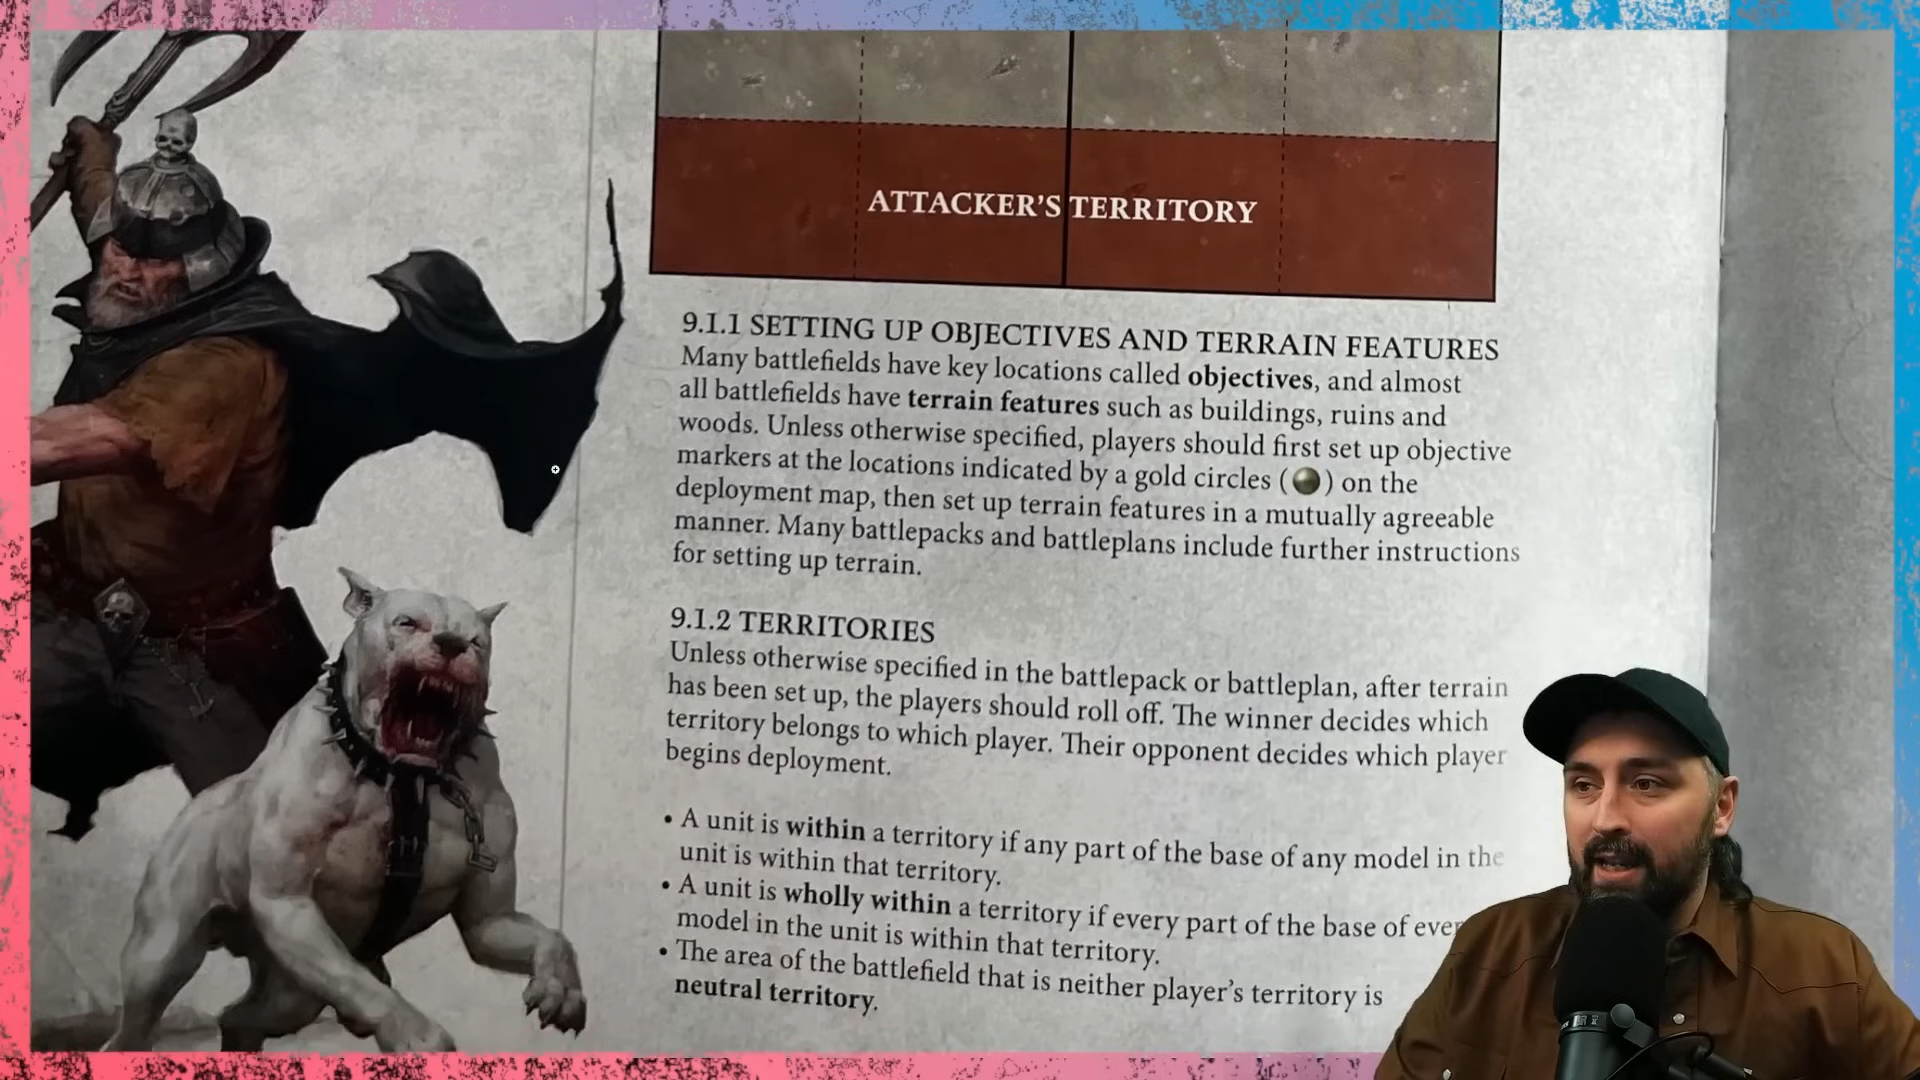 ATTACKER'S TERRITORY
9.1.1 SETTING UP OBJECTIVES AND TERRAIN FEATURES
Many battlefields have key locations called objectives, and almost
all battlefields have terrain features such as buildings, ruins and
woods. Unless otherwise specified, players should first set up objective
markers at the locations indicated by a gold circles ( ) on the
deployment map, then set up terrain features in a mutually agreeable
manner. Many battlepacks and battleplans include further instructions
for setting up terrain.
9.1.2 TERRITORIES
Unless otherwise specified in the battlepack or battleplan, after terrain
has been set up, the players should roll off. The winner decides which
territory belongs to which player. Their opponent decides which player
begins deployment.
• A unit is within a territory if any part of the base of any model in the
unit is within that territory.
• A unit is wholly within a territory if every part of the base of ever
model in the unit is within that territory.
• The area of the battlefield that is neither player's territory is
neutral territory.